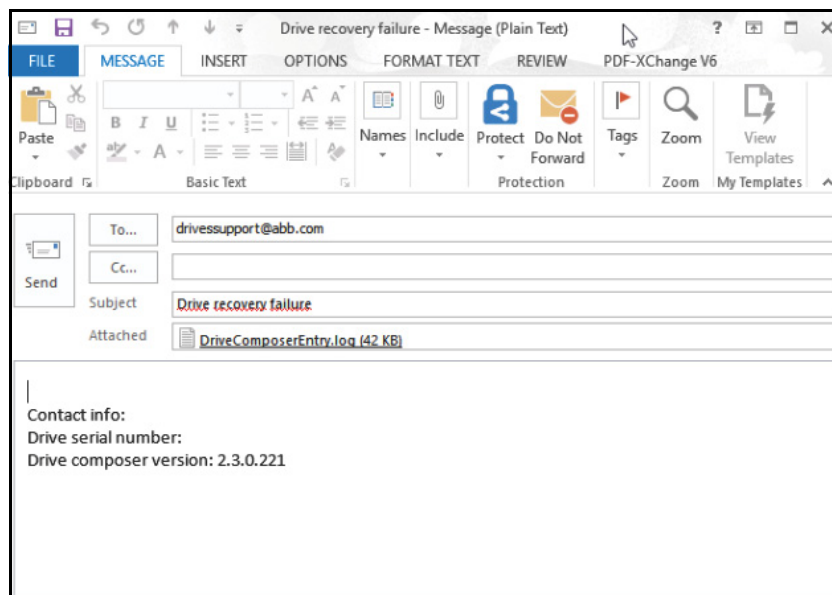 Drive recovery failure - Message (Plain Text) ?
FILE MESSAGE INSERT OPTIONS FORMAT TEXT REVIEW PDF-XChange V6
Paste
B I U
A A
aby A
Names Include Protect Do Not Forward Tags Zoom View Templates
Clipboard Basic Text Protection Zoom My Templates
Send
To... drivessupport@abb.com
Cc...
Subject Drive recovery failure
Attached DriveComposerEntry.log (42 KB)
Contact info:
Drive serial number:
Drive composer version: 2.3.0.221